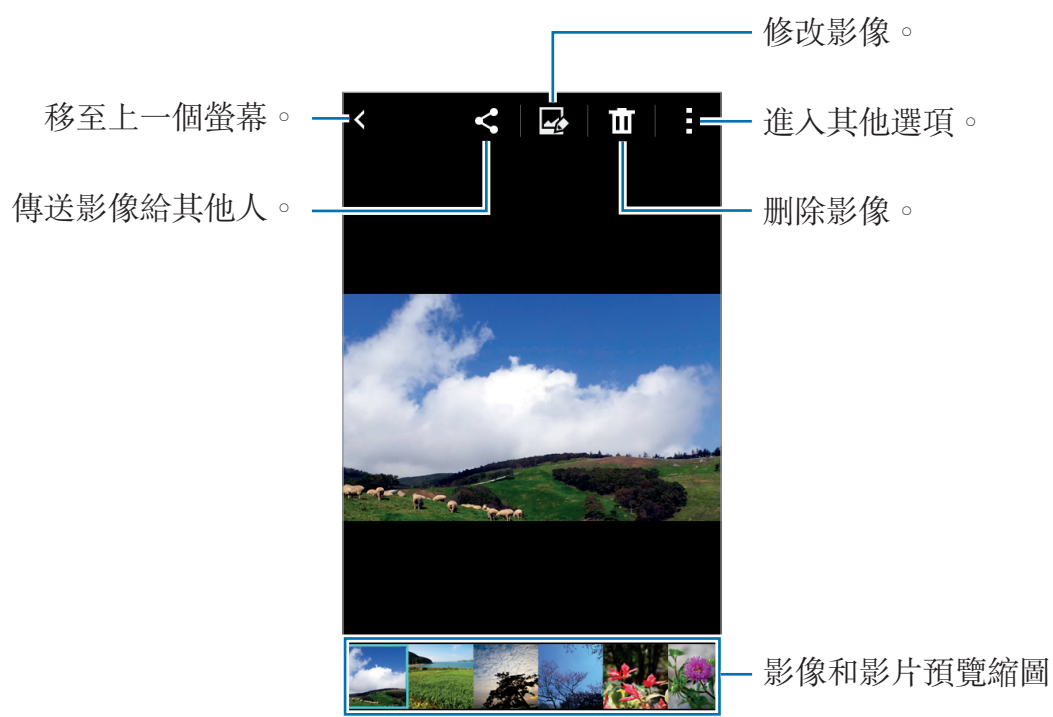 修改影像。
移至上一個螢幕。
進入其他選項。
傳送影像給其他人。
刪除影像。
影像和影片預覽縮圖